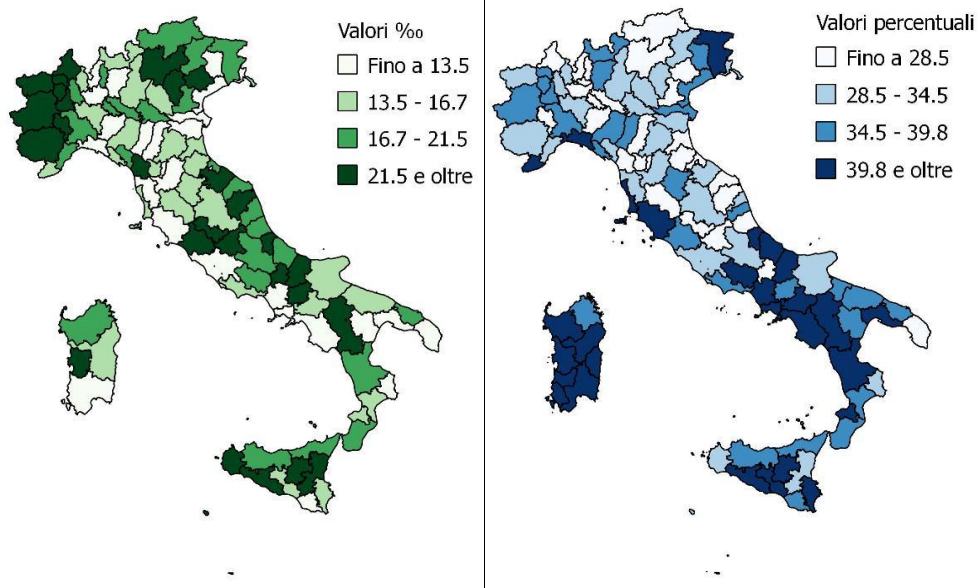 Valori ‰
Fino a 13.5
13.5 - 16.7
16.7 - 21.5
21.5 e oltre
Valori percentuali
Fino a 28.5
28.5 - 34.5
34.5 - 39.8
39.8 e oltre